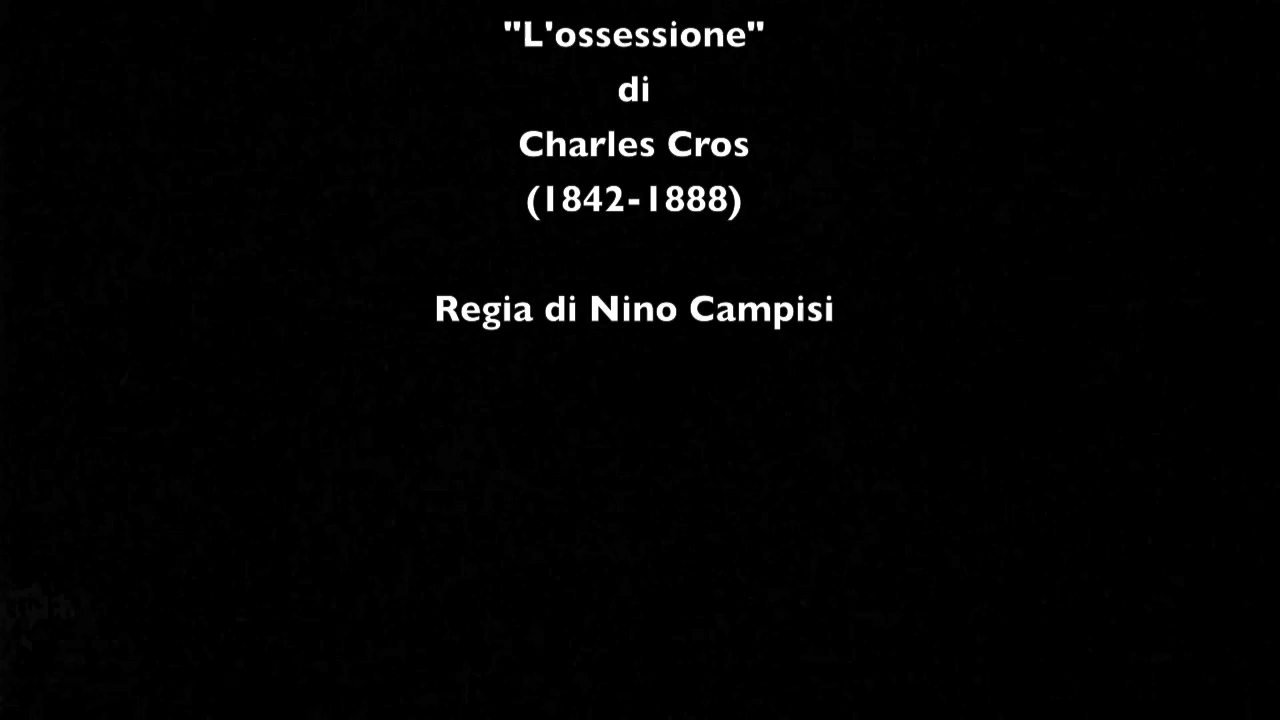 "L'ossessione"
di
Charles Cros
(1842-1888)
Regia di Nino Campisi